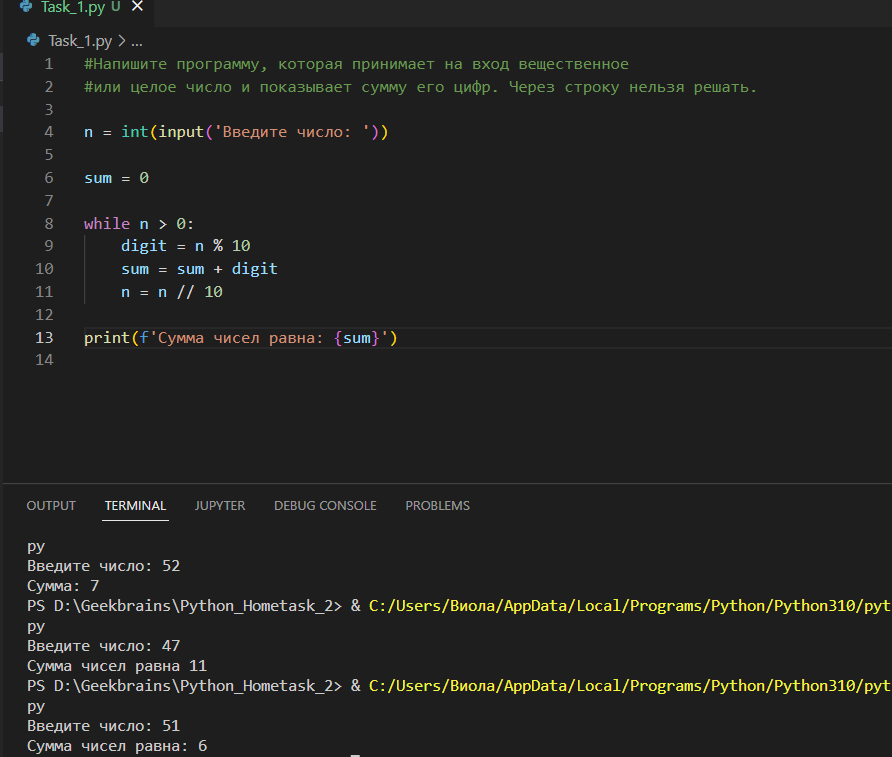 Task_1.py U X
Task_1.py > ...
1 #Напишите программу, которая принимает на вход вещественное
2 #или целое число и показывает сумму его цифр. Через строку нельзя решать.
3
4 n = int(input('Введите число: '))
5
6 sum = 0
7
8 while n > 0:
9 digit = n % 10
10 sum = sum + digit
11 n = n // 10
12
13 print(f'Сумма чисел равна: {sum}')
14
OUTPUT TERMINAL JUPYTER DEBUG CONSOLE PROBLEMS
py
Введите число: 52
Сумма: 7
PS D:\Geekbrains\Python_Hometask_2> & C:/Users/Виола/AppData/Local/Programs/Python/Python310/pyt
py
Введите число: 47
Сумма чисел равна 11
PS D:\Geekbrains\Python_Hometask_2> & C:/Users/Виола/AppData/Local/Programs/Python/Python310/pyt
py
Введите число: 51
Сумма чисел равна: 6